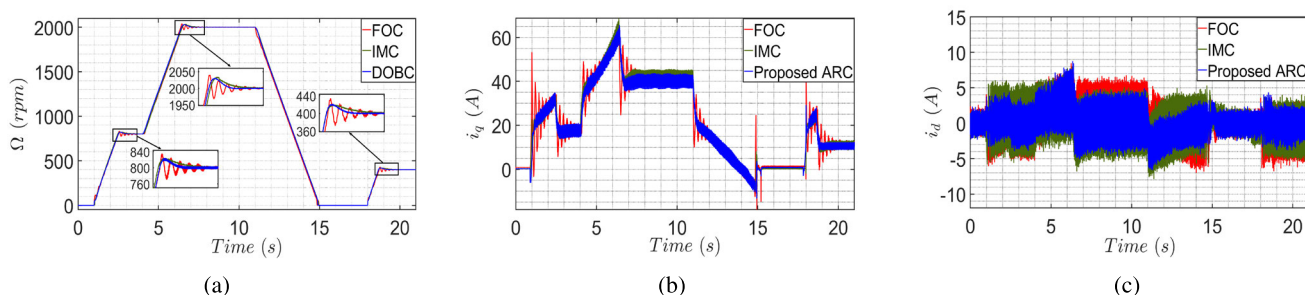 2000
1500
1000
500
0
Ω (rpm)
FOC
IMC
DOBC
2050
2000
1950
440
400
360
840
800
760
0 5 10 15 20
Time (s)
(a)
60
40
20
0
i_q (A)
FOC
IMC
Proposed ARC
0 5 10 15 20
Time (s)
(b)
15
10
5
0
-5
-10
i_d (A)
FOC
IMC
Proposed ARC
0 5 10 15 20
Time (s)
(c)